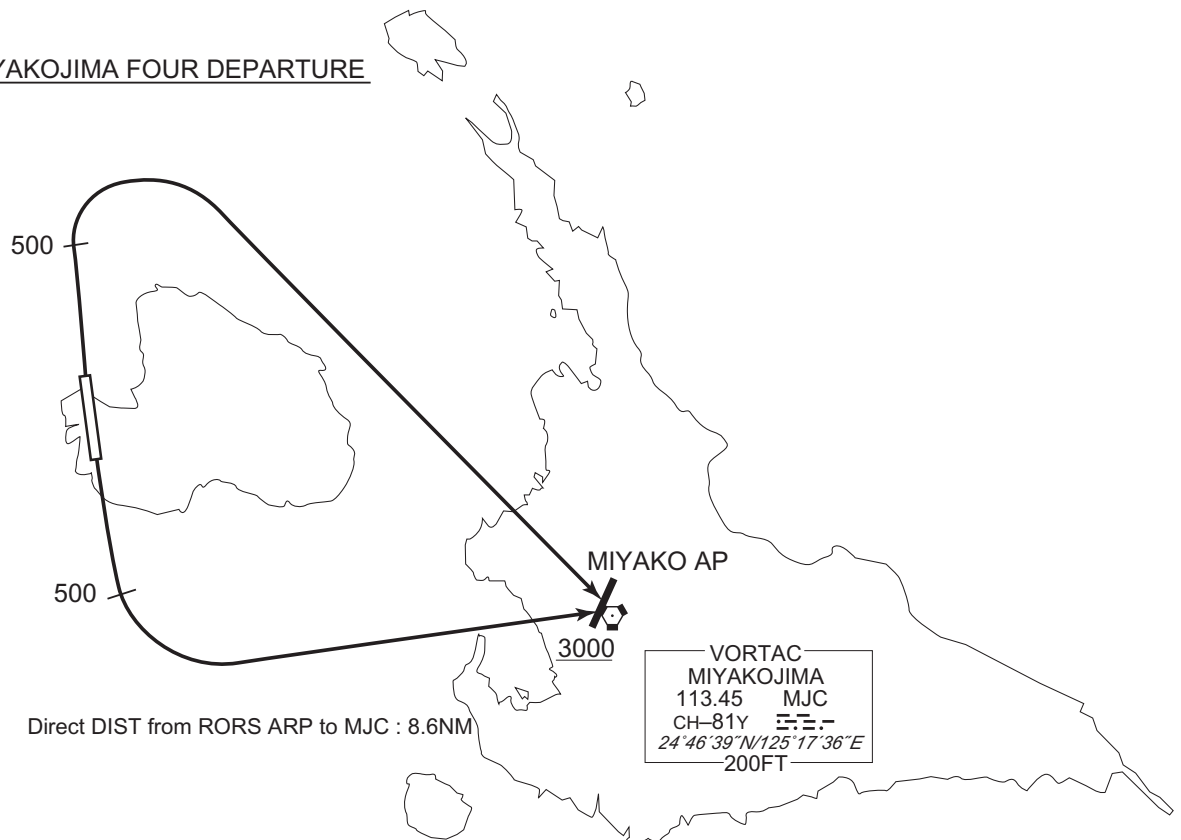 YAKOJIMA FOUR DEPARTURE
500
500
MIYAKO AP
3000
VORTAC
MIYAKOJIMA
113.45 MJC
CH–81Y
24°46′39″N/125°17′36″E
200FT
Direct DIST from RORS ARP to MJC : 8.6NM